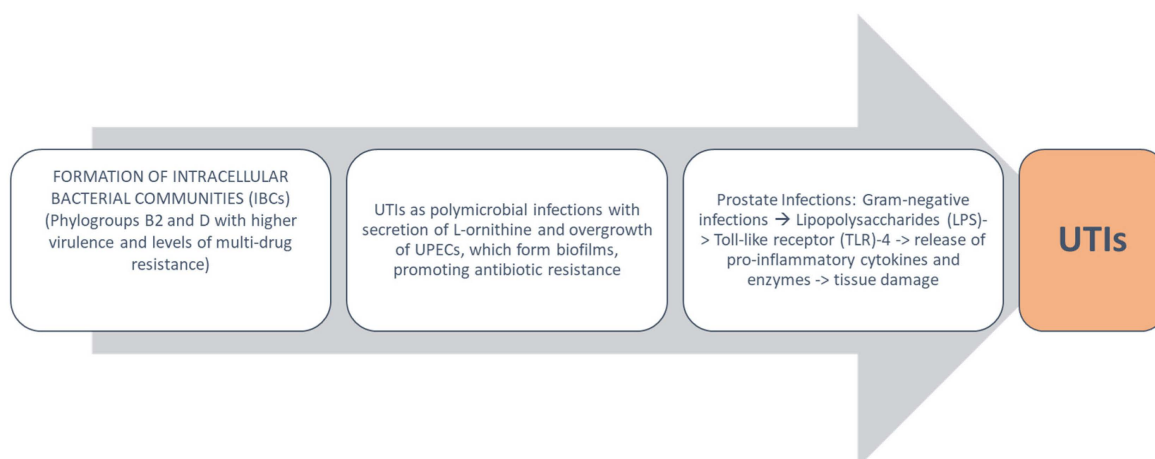 FORMATION OF INTRACELLULAR
BACTERIAL COMMUNITIES (IBCs)
(Phylogroups B2 and D with higher
virulence and levels of multi-drug
resistance)
UTIs as polymicrobial infections with
secretion of L-ornithine and overgrowth
of UPECs, which form biofilms,
promoting antibiotic resistance
Prostate Infections: Gram-negative
infections → Lipopolysaccharides (LPS)-
> Toll-like receptor (TLR)-4 -> release of
pro-inflammatory cytokines and
enzymes -> tissue damage
UTIs